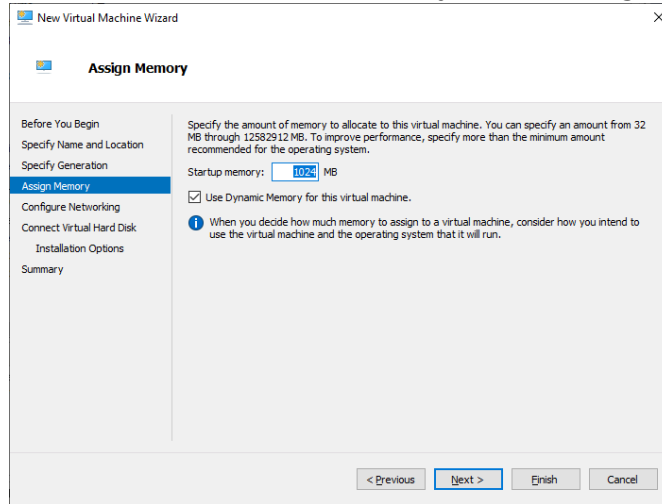 New Virtual Machine Wizard
Assign Memory
Before You Begin
Specify Name and Location
Specify Generation
Assign Memory
Configure Networking
Connect Virtual Hard Disk
Installation Options
Summary
Specify the amount of memory to allocate to this virtual machine. You can specify an amount from 32
MB through 12582912 MB. To improve performance, specify more than the minimum amount
recommended for the operating system.
Startup memory: 1024 MB
Use Dynamic Memory for this virtual machine.
When you decide how much memory to assign to a virtual machine, consider how you intend to
use the virtual machine and the operating system that it will run.
< Previous Next > Finish Cancel